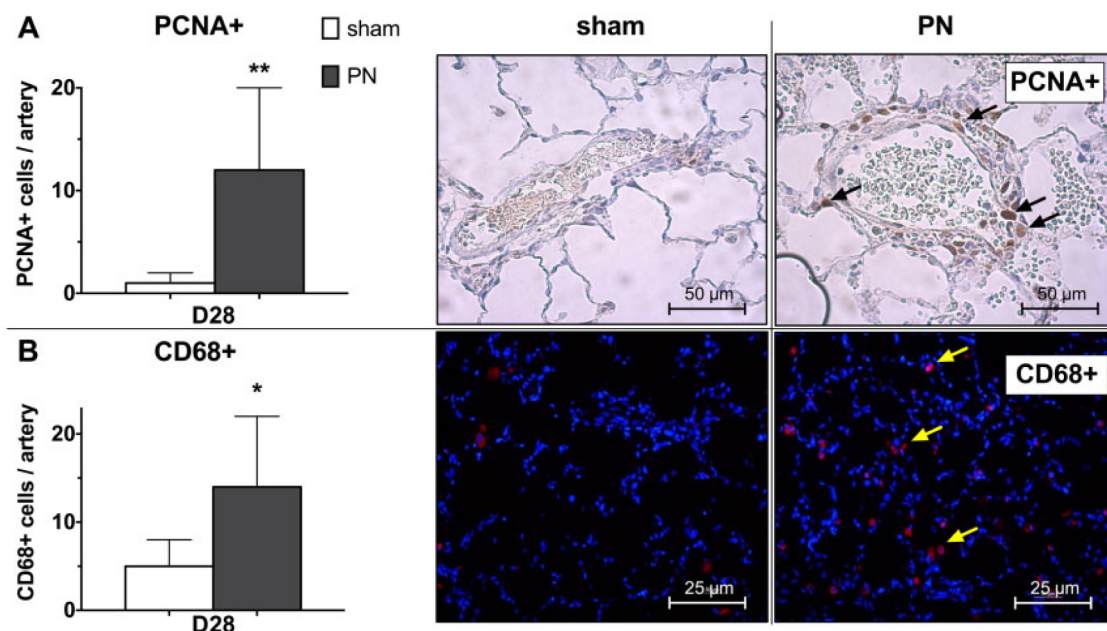 A
PCNA+
sham
PN
sham
PN
PCNA+ cells / artery
20
10
0
**
D28
PCNA+
50 µm
50 µm
B
CD68+
CD68+ cells / artery
20
10
0
*
D28
CD68+
25 µm
25 µm